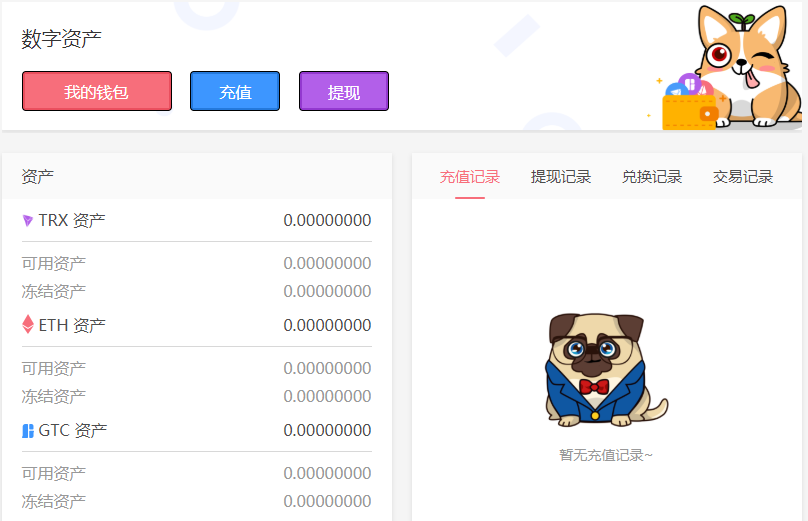 数字资产
我的钱包 充值 提现
资产
TRX 资产 0.00000000
可用资产 0.00000000
冻结资产 0.00000000
ETH 资产 0.00000000
可用资产 0.00000000
冻结资产 0.00000000
GTC 资产 0.00000000
可用资产 0.00000000
冻结资产 0.00000000
充值记录 提现记录 兑换记录 交易记录
暂无充值记录~